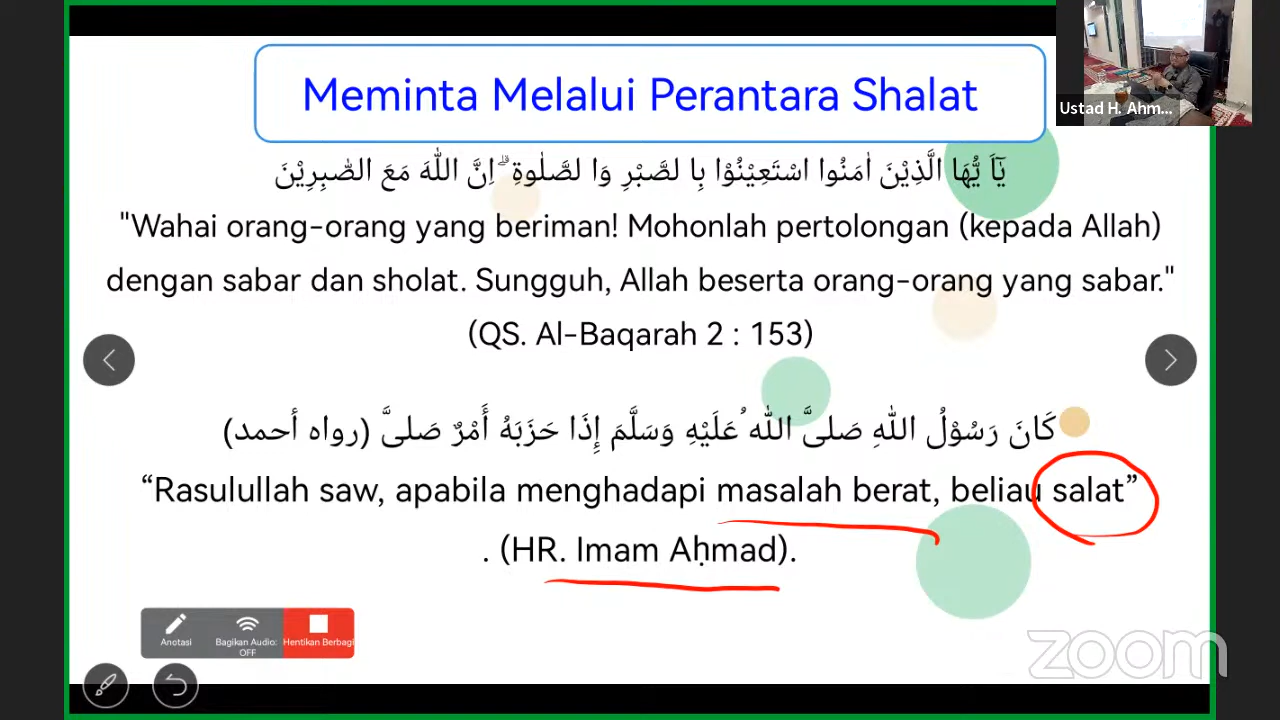 Meminta Melalui Perantara Shalat
Ustad H. Ahm...
يٰۤاَ يُّهَا الَّذِيْنَ اٰمَنُوا اسْتَعِيْنُوْا بِا لصَّبْرِ وَا لصَّلٰوةِ ۗ اِنَّ اللّٰهَ مَعَ الصّٰبِرِيْنَ
"Wahai orang-orang yang beriman! Mohonlah pertolongan (kepada Allah)
dengan sabar dan sholat. Sungguh, Allah beserta orang-orang yang sabar."
(QS. Al-Baqarah 2 : 153)
كَانَ رَسُوْلُ اللّٰهِ صَلىَّ اللّٰه ُعَلَيْهِ وَسَلَّمَ إِذَا حَزَبَهُ أَمْرٌ صَلىَّ (رواه أحمد)
“Rasulullah saw, apabila menghadapi masalah berat, beliau salat”
. (HR. Imam Aḥmad).
Anotasi
Bagikan Audio: OFF
Hentikan Berbagi
zoom